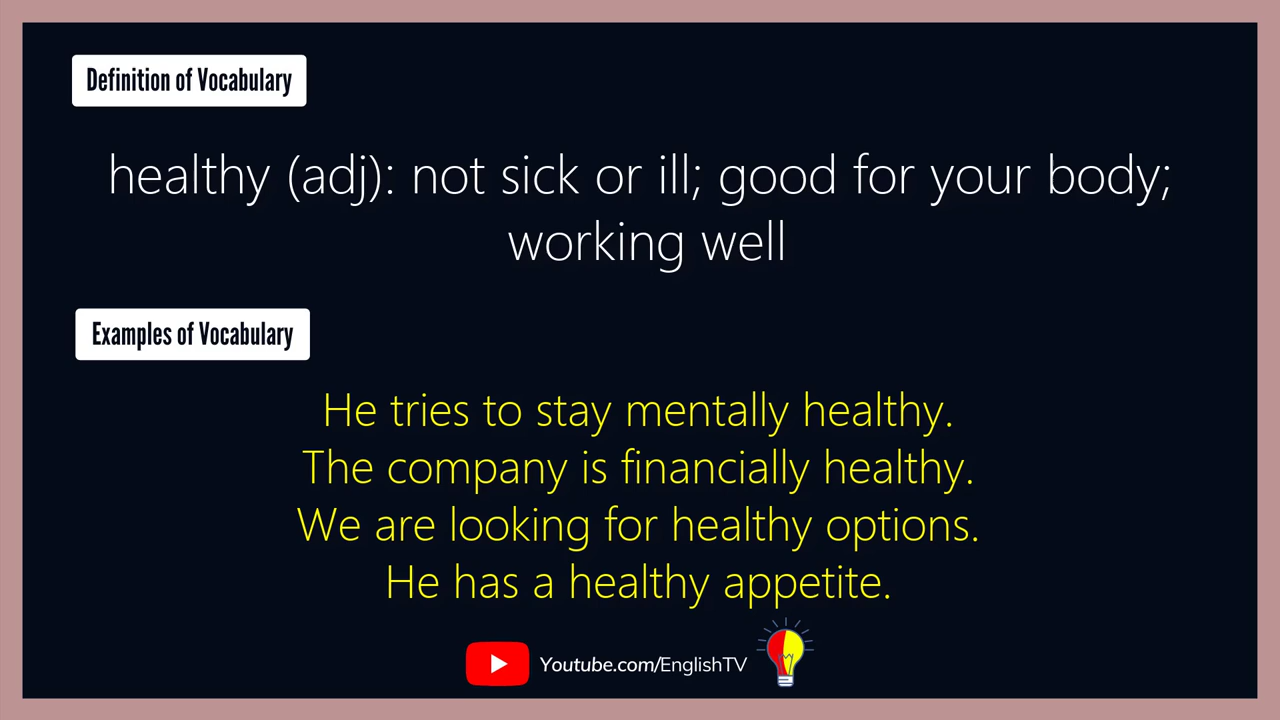 Definition of Vocabulary
healthy (adj): not sick or ill; good for your body;
working well
Examples of Vocabulary
He tries to stay mentally healthy.
The company is financially healthy.
We are looking for healthy options.
He has a healthy appetite.
Youtube.com/EnglishTV